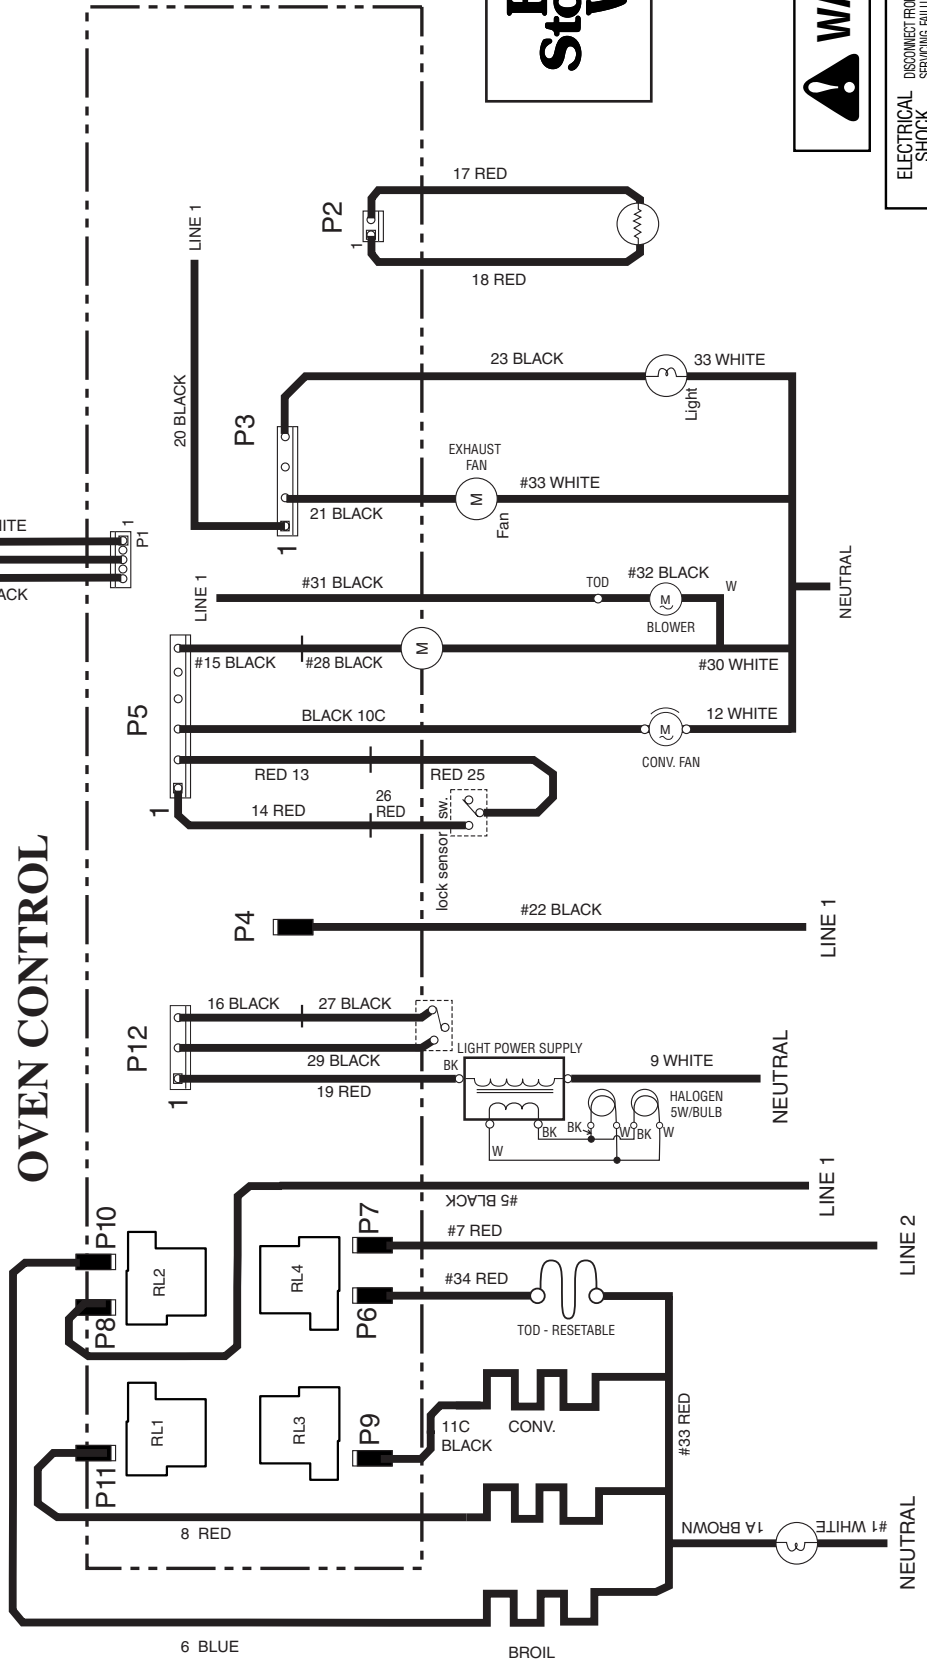 OVEN CONTROL
Sto
WA
ELECTRICAL
SHOCK
17 RED
P2
1
18 RED
LINE 1
20 BLACK
P3
1
23 BLACK
33 WHITE
Light
EXHAUST
FAN
M
Fan
#33 WHITE
21 BLACK
P1
1
LINE 1
#31 BLACK
TOD
#32 BLACK
W
M
BLOWER
NEUTRAL
P5
1
#15 BLACK
#28 BLACK
M
#30 WHITE
BLACK 10C
M
12 WHITE
CONV. FAN
RED 13
RED 25
14 RED
26
RED
lock sensor sw.
P4
#22 BLACK
LINE 1
P12
1
16 BLACK
27 BLACK
29 BLACK
19 RED
LIGHT POWER SUPPLY
BK
9 WHITE
NEUTRAL
HALOGEN
5W/BULB
W
BK
BK
W
BK
W
#5 BLACK
LINE 1
P10
P8
RL2
RL4
P7
#7 RED
LINE 2
P6
#34 RED
TOD - RESETABLE
P11
RL1
RL3
P9
11C
BLACK
CONV.
#33 RED
8 RED
1A BROWN
#1 WHITE
NEUTRAL
6 BLUE
BROIL